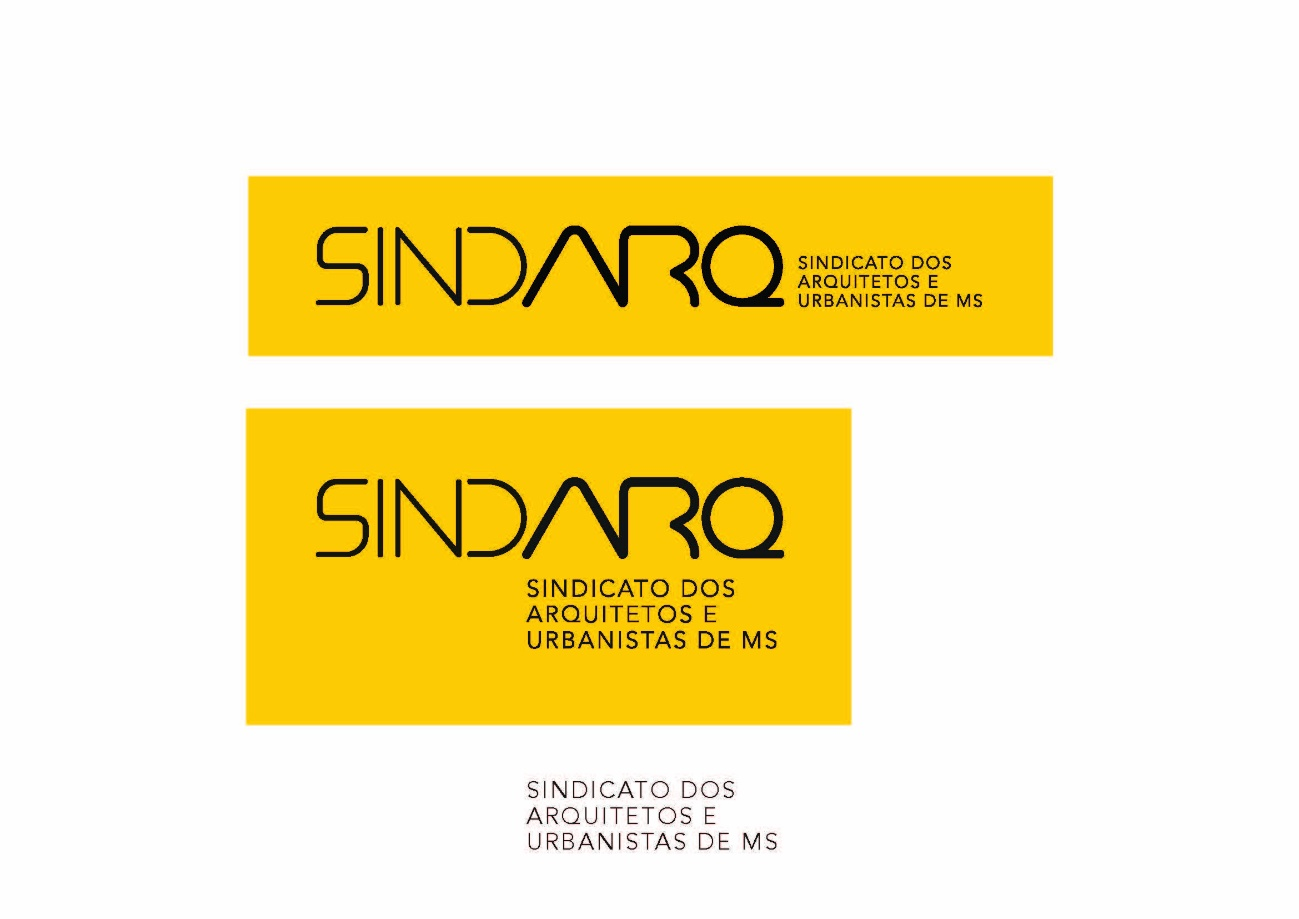 SINDARQ
SINDICATO DOS
ARQUITETOS E
URBANISTAS DE MS
SINDARQ
SINDICATO DOS
ARQUITETOS E
URBANISTAS DE MS
SINDICATO DOS
ARQUITETOS E
URBANISTAS DE MS